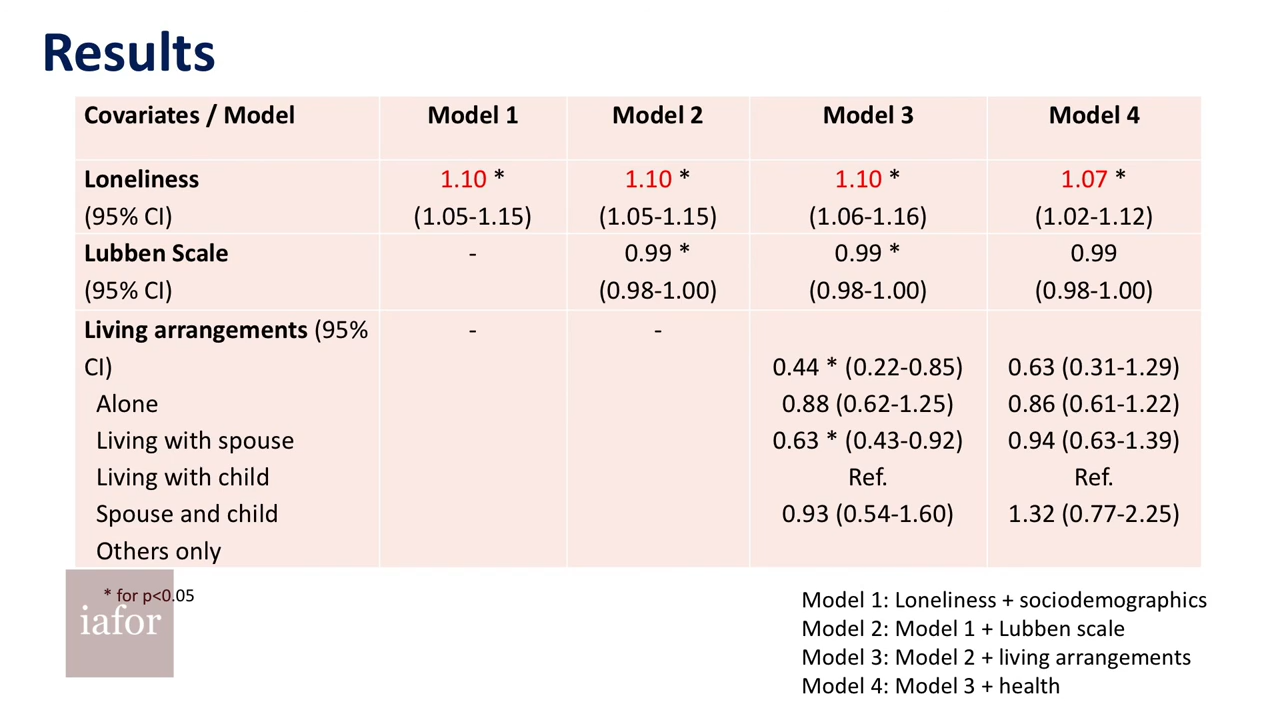 Results
Covariates / Model Model 1 Model 2 Model 3 Model 4
Loneliness 1.10 * 1.10 * 1.10 * 1.07 *
(95% CI) (1.05-1.15) (1.05-1.15) (1.06-1.16) (1.02-1.12)
Lubben Scale - 0.99 * 0.99 * 0.99
(95% CI) (0.98-1.00) (0.98-1.00) (0.98-1.00)
Living arrangements (95% - -
CI) 0.44 * (0.22-0.85) 0.63 (0.31-1.29)
Alone 0.88 (0.62-1.25) 0.86 (0.61-1.22)
Living with spouse 0.63 * (0.43-0.92) 0.94 (0.63-1.39)
Living with child Ref. Ref.
Spouse and child 0.93 (0.54-1.60) 1.32 (0.77-2.25)
Others only
* for p<0.05
iafor
Model 1: Loneliness + sociodemographics
Model 2: Model 1 + Lubben scale
Model 3: Model 2 + living arrangements
Model 4: Model 3 + health